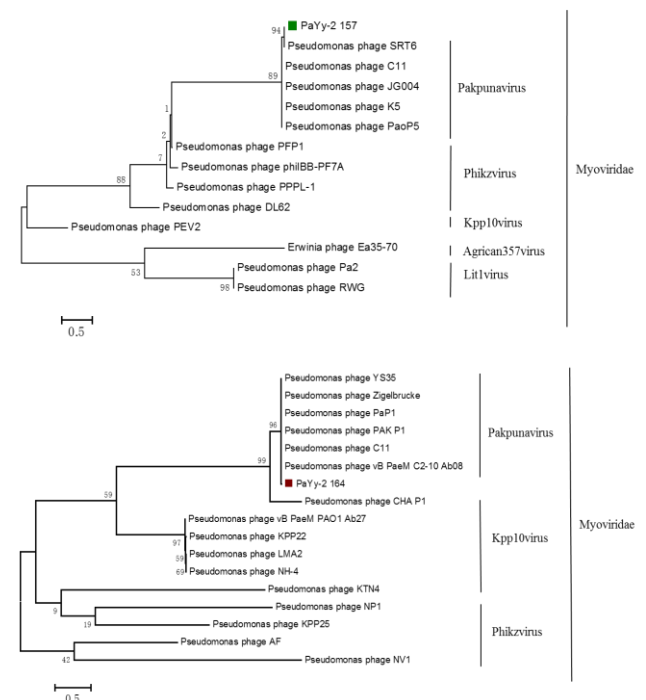 94
PaYy-2 157
Pseudomonas phage SRT6
Pseudomonas phage C11
89
Pseudomonas phage JG004
Pakpunavirus
Pseudomonas phage K5
1
Pseudomonas phage PaoP5
2
Pseudomonas phage PFP1
7
Pseudomonas phage philBB-PF7A
Phikzvirus
Myoviridae
88
Pseudomonas phage PPPL-1
Pseudomonas phage DL62
Pseudomonas phage PEV2
Kpp10virus
Erwinia phage Ea35-70
Agrican357virus
53
Pseudomonas phage Pa2
Lit1virus
98
Pseudomonas phage RWG
0.5
Pseudomonas phage YS35
Pseudomonas phage Zigelbrucke
Pseudomonas phage PaP1
96
Pseudomonas phage PAK P1
Pakpunavirus
Pseudomonas phage C11
99
Pseudomonas phage vB PaeM C2-10 Ab08
PaYy-2 164
59
Pseudomonas phage CHA P1
Pseudomonas phage vB PaeM PAO1 Ab27
Myoviridae
97
Pseudomonas phage KPP22
Kpp10virus
59
Pseudomonas phage LMA2
69
Pseudomonas phage NH-4
Pseudomonas phage KTN4
9
Pseudomonas phage NP1
19
Pseudomonas phage KPP25
Phikzvirus
Pseudomonas phage AF
42
Pseudomonas phage NV1
0.5